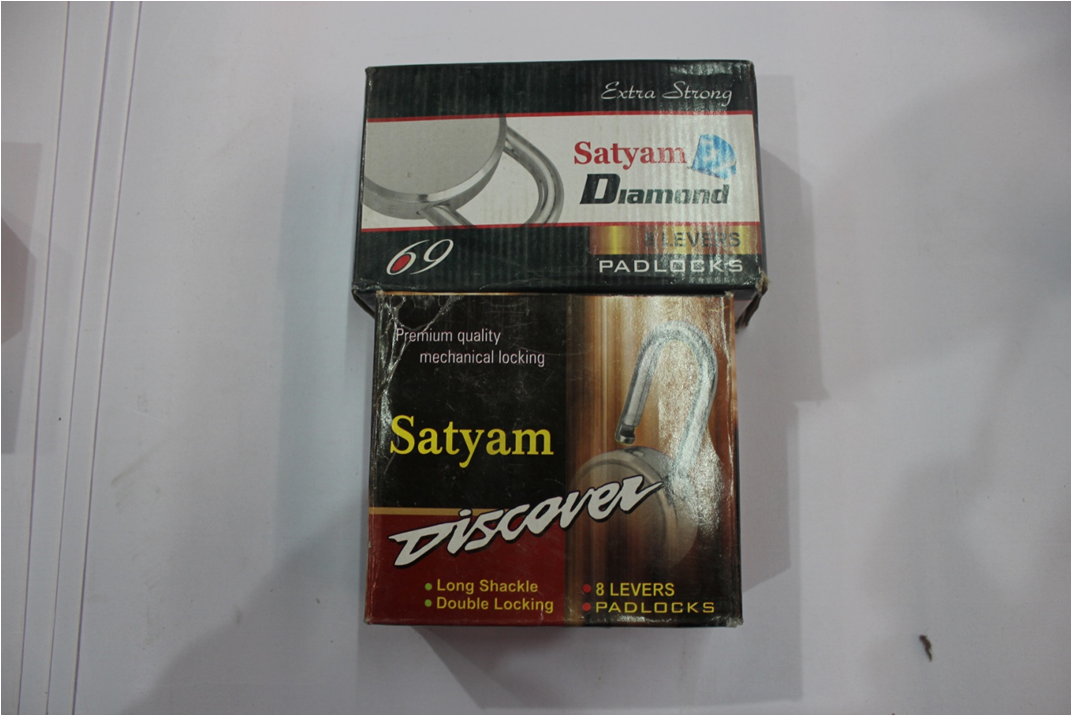 Extra Strong
Satyam
Diamond
69
LEVERS
PADLOCKS
Premium quality
mechanical locking
Satyam
Discover
Long Shackle
Double Locking
8 LEVERS
PADLOCKS